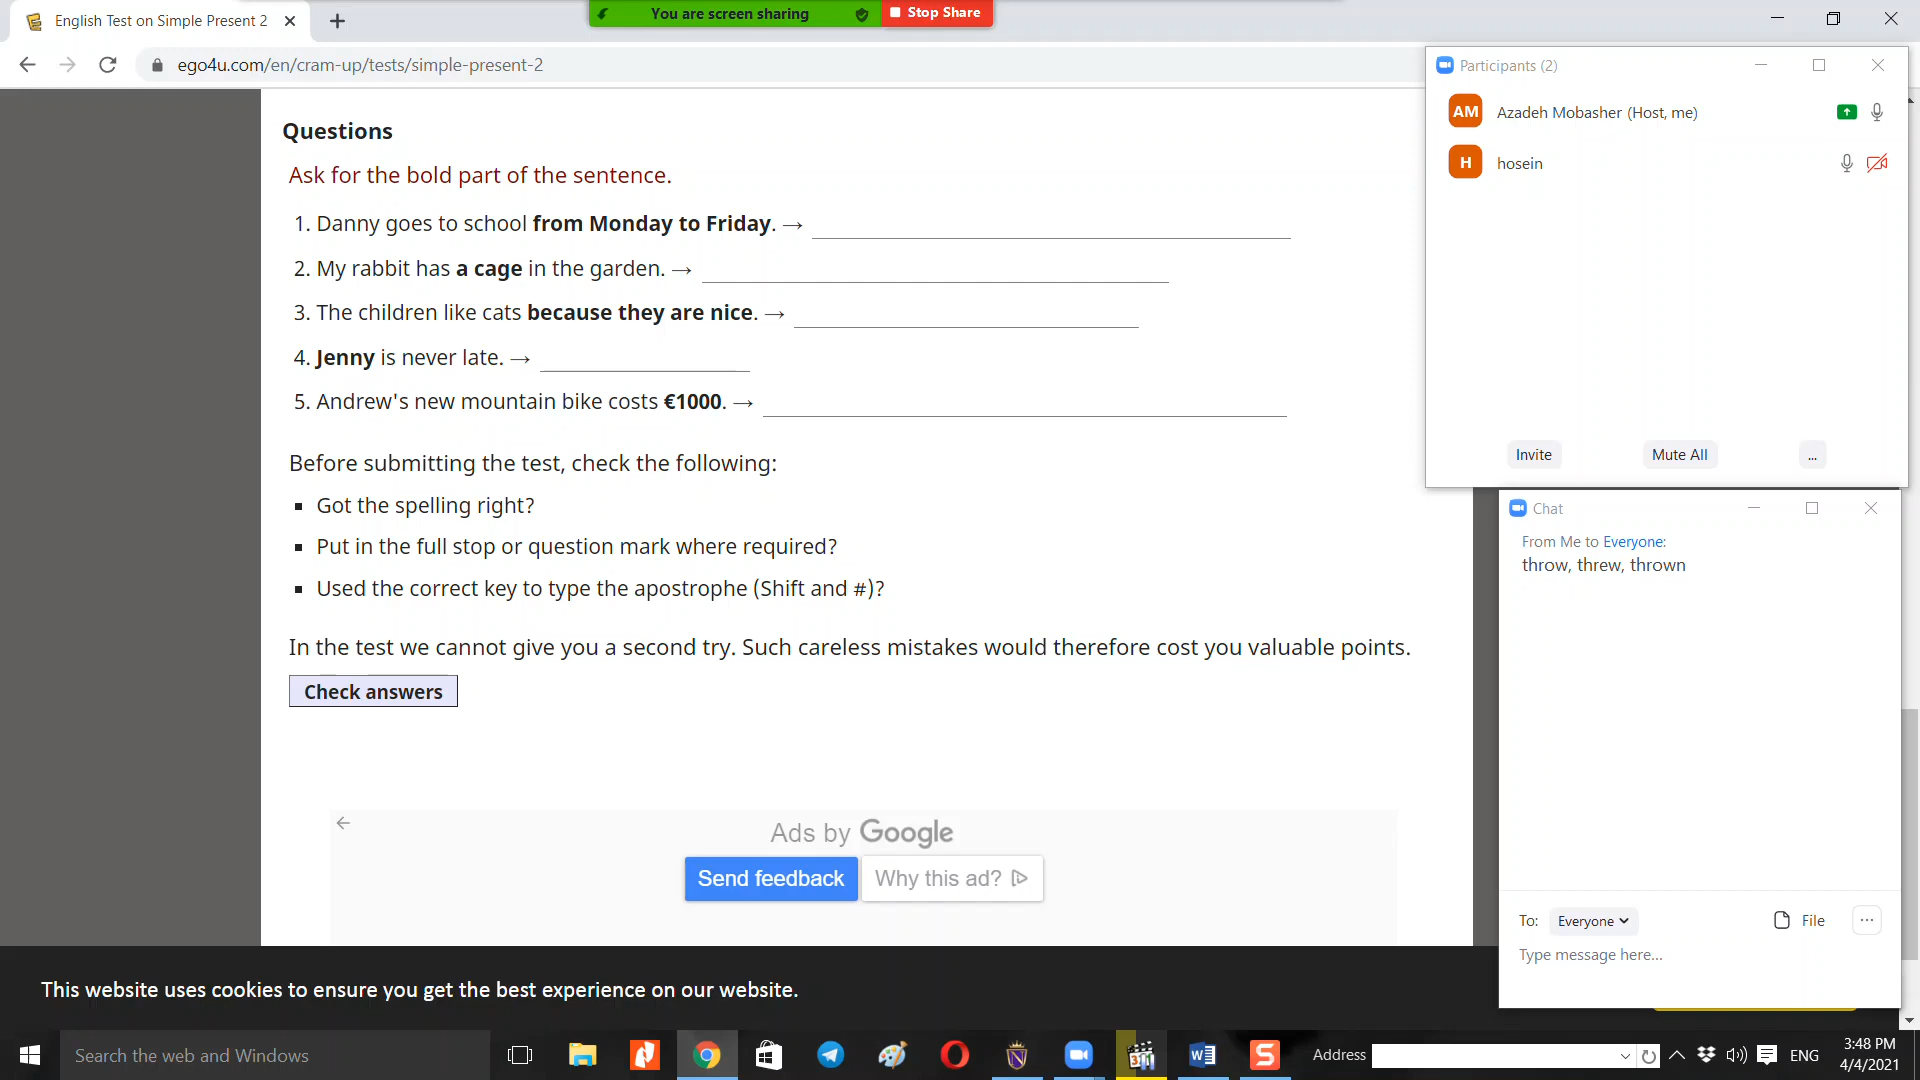 English Test on Simple Present 2
You are screen sharing
Stop Share
ego4u.com/en/cram-up/tests/simple-present-2
Questions
Ask for the bold part of the sentence.
1. Danny goes to school from Monday to Friday. →
2. My rabbit has a cage in the garden. →
3. The children like cats because they are nice. →
4. Jenny is never late. →
5. Andrew's new mountain bike costs €1000. →
Before submitting the test, check the following:
▪ Got the spelling right?
▪ Put in the full stop or question mark where required?
▪ Used the correct key to type the apostrophe (Shift and #)?
In the test we cannot give you a second try. Such careless mistakes would therefore cost you valuable points.
Check answers
Ads by Google
Send feedback
Why this ad?
This website uses cookies to ensure you get the best experience on our website.
Participants (2)
AM Azadeh Mobasher (Host, me)
H hosein
Invite
Mute All
...
Chat
From Me to Everyone:
throw, threw, thrown
To: Everyone
File
...
Type message here...
Search the web and Windows
Address
ENG
3:48 PM
4/4/2021